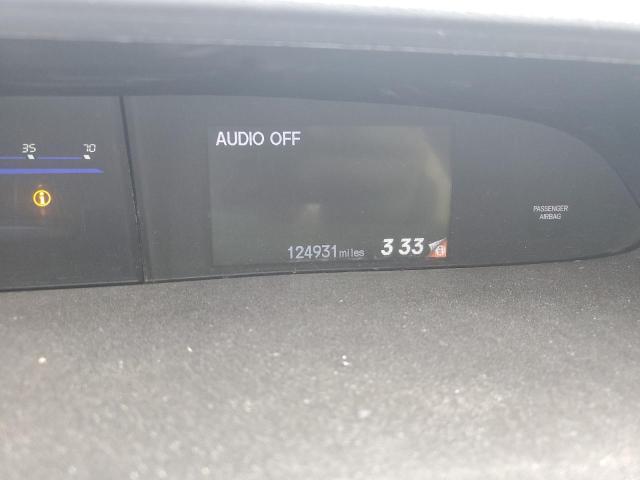 35 70
AUDIO OFF
PASSENGER
AIRBAG
124931 miles 3 33